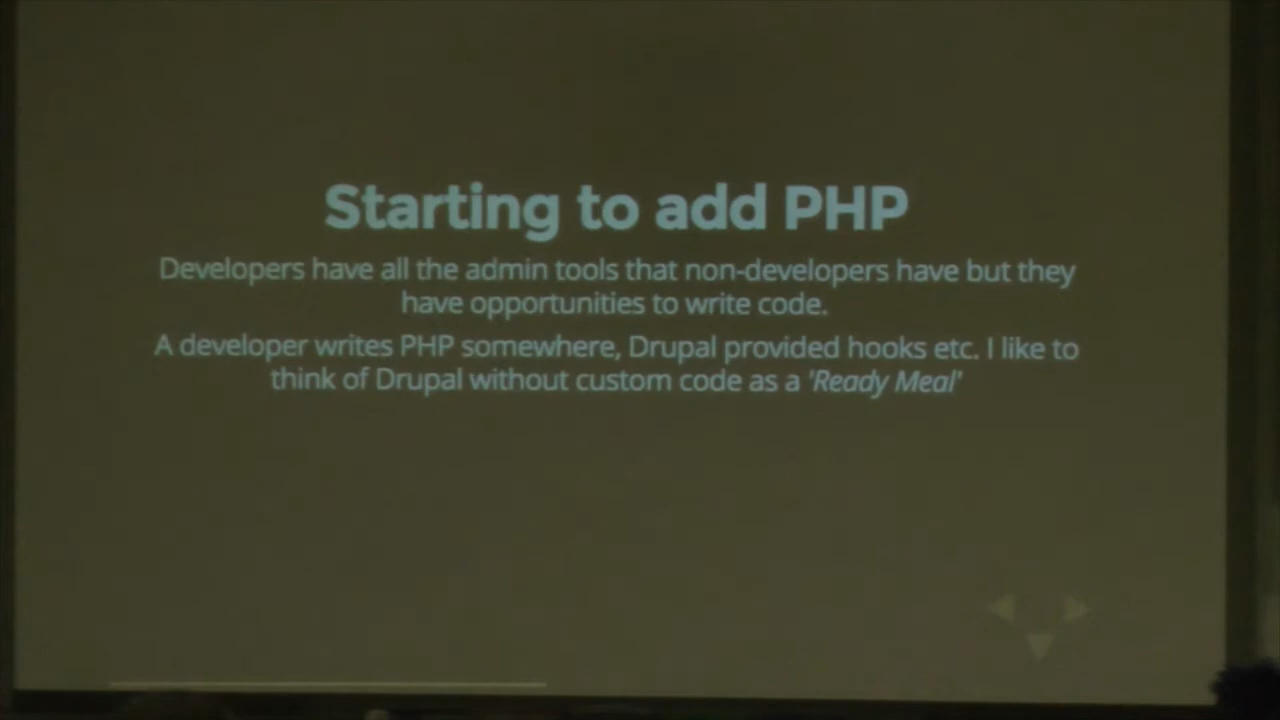 Starting to add PHP
Developers have all the admin tools that non-developers have but they
have opportunities to write code.
A developer writes PHP somewhere, Drupal provided hooks etc. I like to
think of Drupal without custom code as a 'Ready Meal'